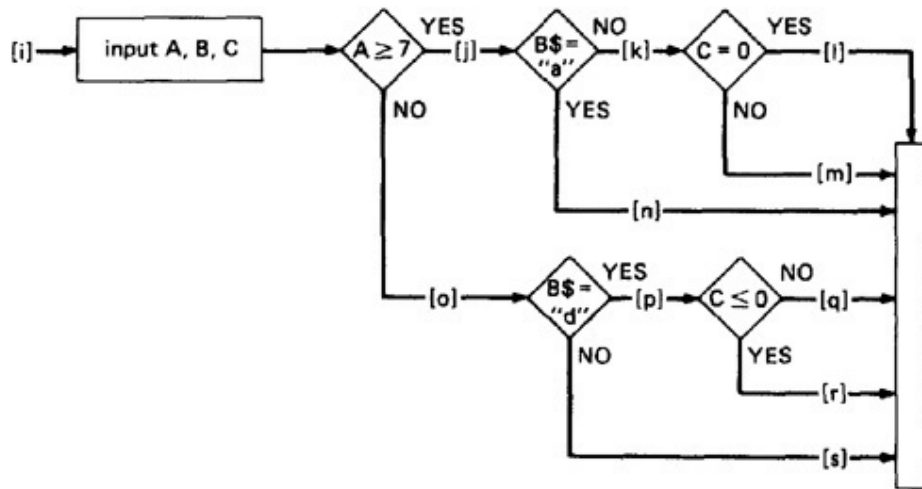 [i] input A, B, C A ≥ 7 YES [j] B$ = "a" NO [k] C = 0 YES [l]
NO YES NO
[m]
[n]
[o] B$ = "d" YES [p] C ≤ 0 NO [q]
NO YES
[r]
[s]